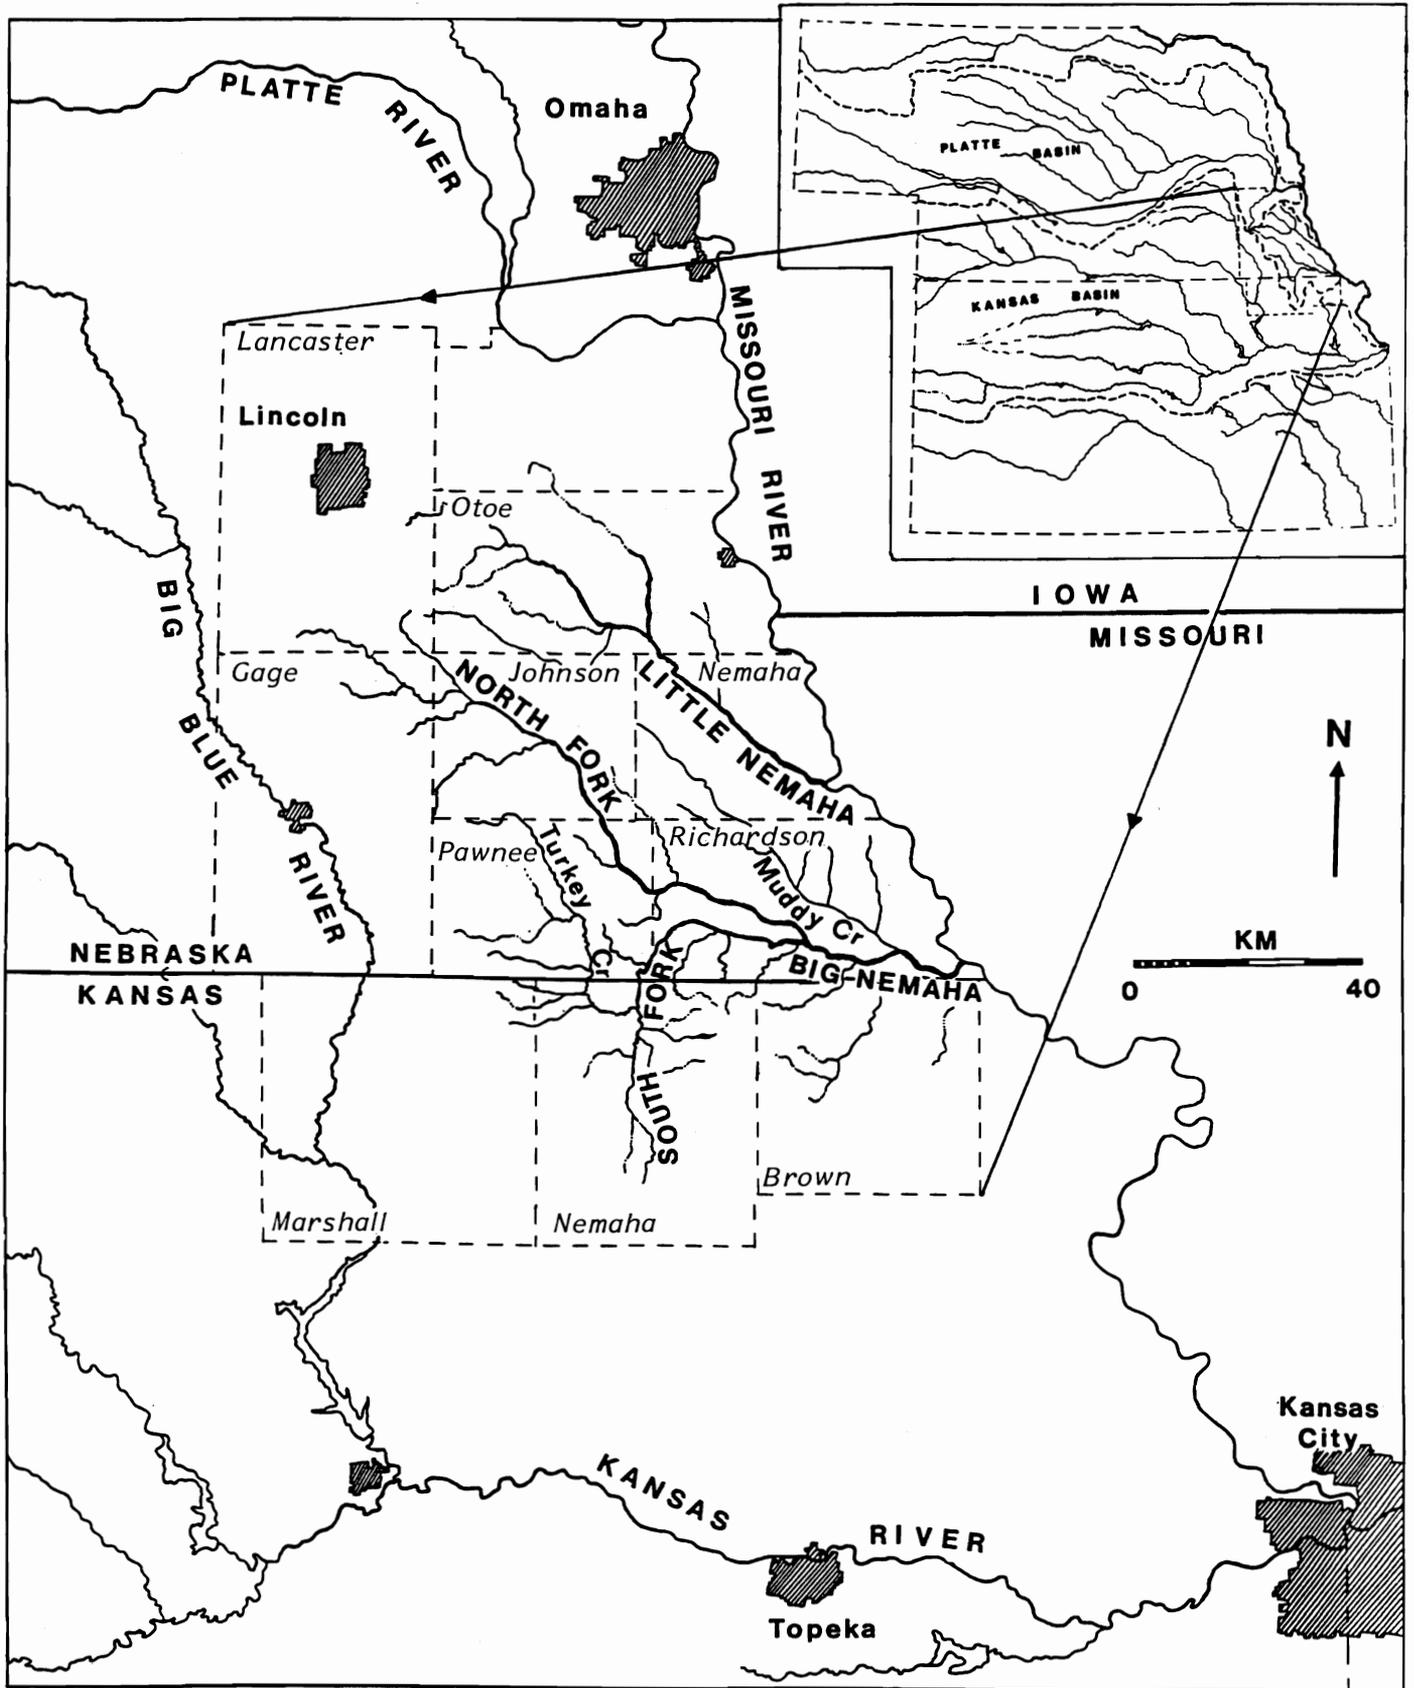 PLATTE RIVER
Omaha
PLATTE BASIN
KANSAS BASIN
MISSOURI RIVER
Lancaster
Lincoln
Otoe
IOWA
MISSOURI
BIG BLUE RIVER
Gage
Johnson
Nemaha
NORTH FORK
LITTLE NEMAHA
N
Pawnee
Turkey Cr
Richardson
Muddy Cr
NEBRASKA
KANSAS
BIG NEMAHA
KM
0 40
SOUTH FORK
Brown
Marshall
Nemaha
Kansas
City
KANSAS RIVER
Topeka